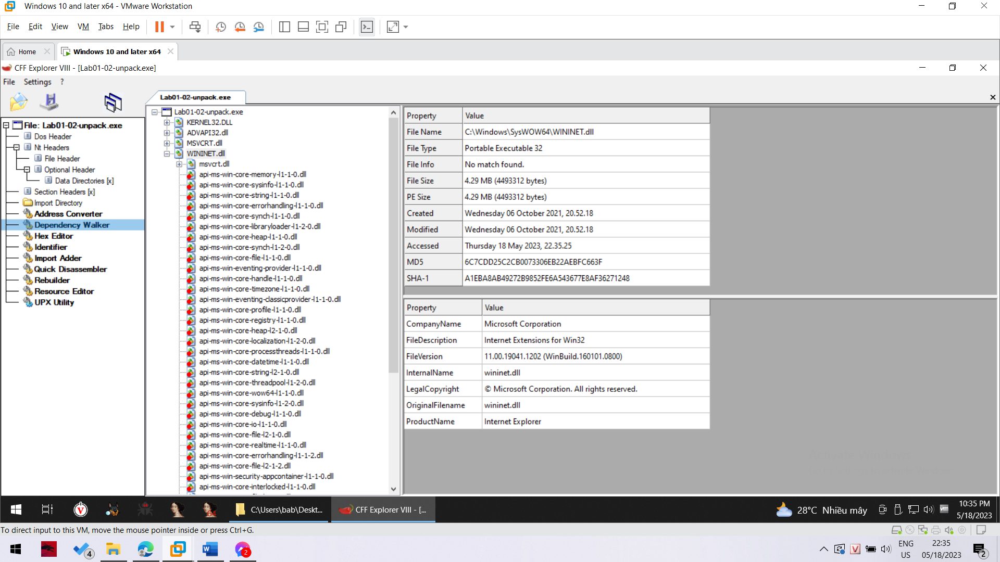 Windows 10 and later x64 - VMware Workstation
File Edit View VM Tabs Help
Home Windows 10 and later x64
CFF Explorer VIII - [Lab01-02-unpack.exe]
File Settings ?
Lab01-02-unpack.exe
File: Lab01-02-unpack.exe
Dos Header
Nt Headers
File Header
Optional Header
Data Directories [x]
Section Headers [x]
Import Directory
Address Converter
Dependency Walker
Hex Editor
Identifier
Import Adder
Quick Disassembler
Rebuilder
Resource Editor
UPX Utility
Lab01-02-unpack.exe
KERNEL32.DLL
ADVAPI32.dll
MSVCRT.dll
WININET.dll
msvcrt.dll
api-ms-win-core-memory-l1-1-0.dll
api-ms-win-core-sysinfo-l1-1-0.dll
api-ms-win-core-string-l1-1-0.dll
api-ms-win-core-errorhandling-l1-1-0.dll
api-ms-win-core-synch-l1-1-0.dll
api-ms-win-core-libraryloader-l1-2-0.dll
api-ms-win-core-heap-l1-1-0.dll
api-ms-win-core-synch-l1-2-0.dll
api-ms-win-core-file-l1-1-0.dll
api-ms-win-eventing-provider-l1-1-0.dll
api-ms-win-core-handle-l1-1-0.dll
api-ms-win-core-timezone-l1-1-0.dll
api-ms-win-eventing-classicprovider-l1-1-0.dll
api-ms-win-core-profile-l1-1-0.dll
api-ms-win-core-registry-l1-1-0.dll
api-ms-win-core-heap-l2-1-0.dll
api-ms-win-core-localization-l1-2-0.dll
api-ms-win-core-processthreads-l1-1-0.dll
api-ms-win-core-datetime-l1-1-0.dll
api-ms-win-core-string-l2-1-0.dll
api-ms-win-core-threadpool-l1-2-0.dll
api-ms-win-core-wow64-l1-1-0.dll
api-ms-win-core-sysinfo-l1-2-0.dll
api-ms-win-core-debug-l1-1-0.dll
api-ms-win-core-io-l1-1-0.dll
api-ms-win-core-file-l2-1-0.dll
api-ms-win-core-realtime-l1-1-0.dll
api-ms-win-core-errorhandling-l1-1-2.dll
api-ms-win-core-file-l2-1-2.dll
api-ms-win-security-appcontainer-l1-1-0.dll
api-ms-win-core-interlocked-l1-1-0.dll
Property Value
File Name C:\Windows\SysWOW64\WININET.dll
File Type Portable Executable 32
File Info No match found.
File Size 4.29 MB (4493312 bytes)
PE Size 4.29 MB (4493312 bytes)
Created Wednesday 06 October 2021, 20.52.18
Modified Wednesday 06 October 2021, 20.52.18
Accessed Thursday 18 May 2023, 22.35.25
MD5 6C7CDD25C2CB0073306EB22AEBFC663F
SHA-1 A1EBA8AB49272B9852FE6A543677E8AF36271248
Property Value
CompanyName Microsoft Corporation
FileDescription Internet Extensions for Win32
FileVersion 11.00.19041.1202 (WinBuild.160101.0800)
InternalName wininet.dll
LegalCopyright © Microsoft Corporation. All rights reserved.
OriginalFilename wininet.dll
ProductName Internet Explorer
C:\Users\bab\Deskt...
CFF Explorer VIII - [...
28°C Nhiều mây
10:35 PM
5/18/2023
To direct input to this VM, move the mouse pointer inside or press Ctrl+G.
4
2
ENG
US
22:35
05/18/2023
2